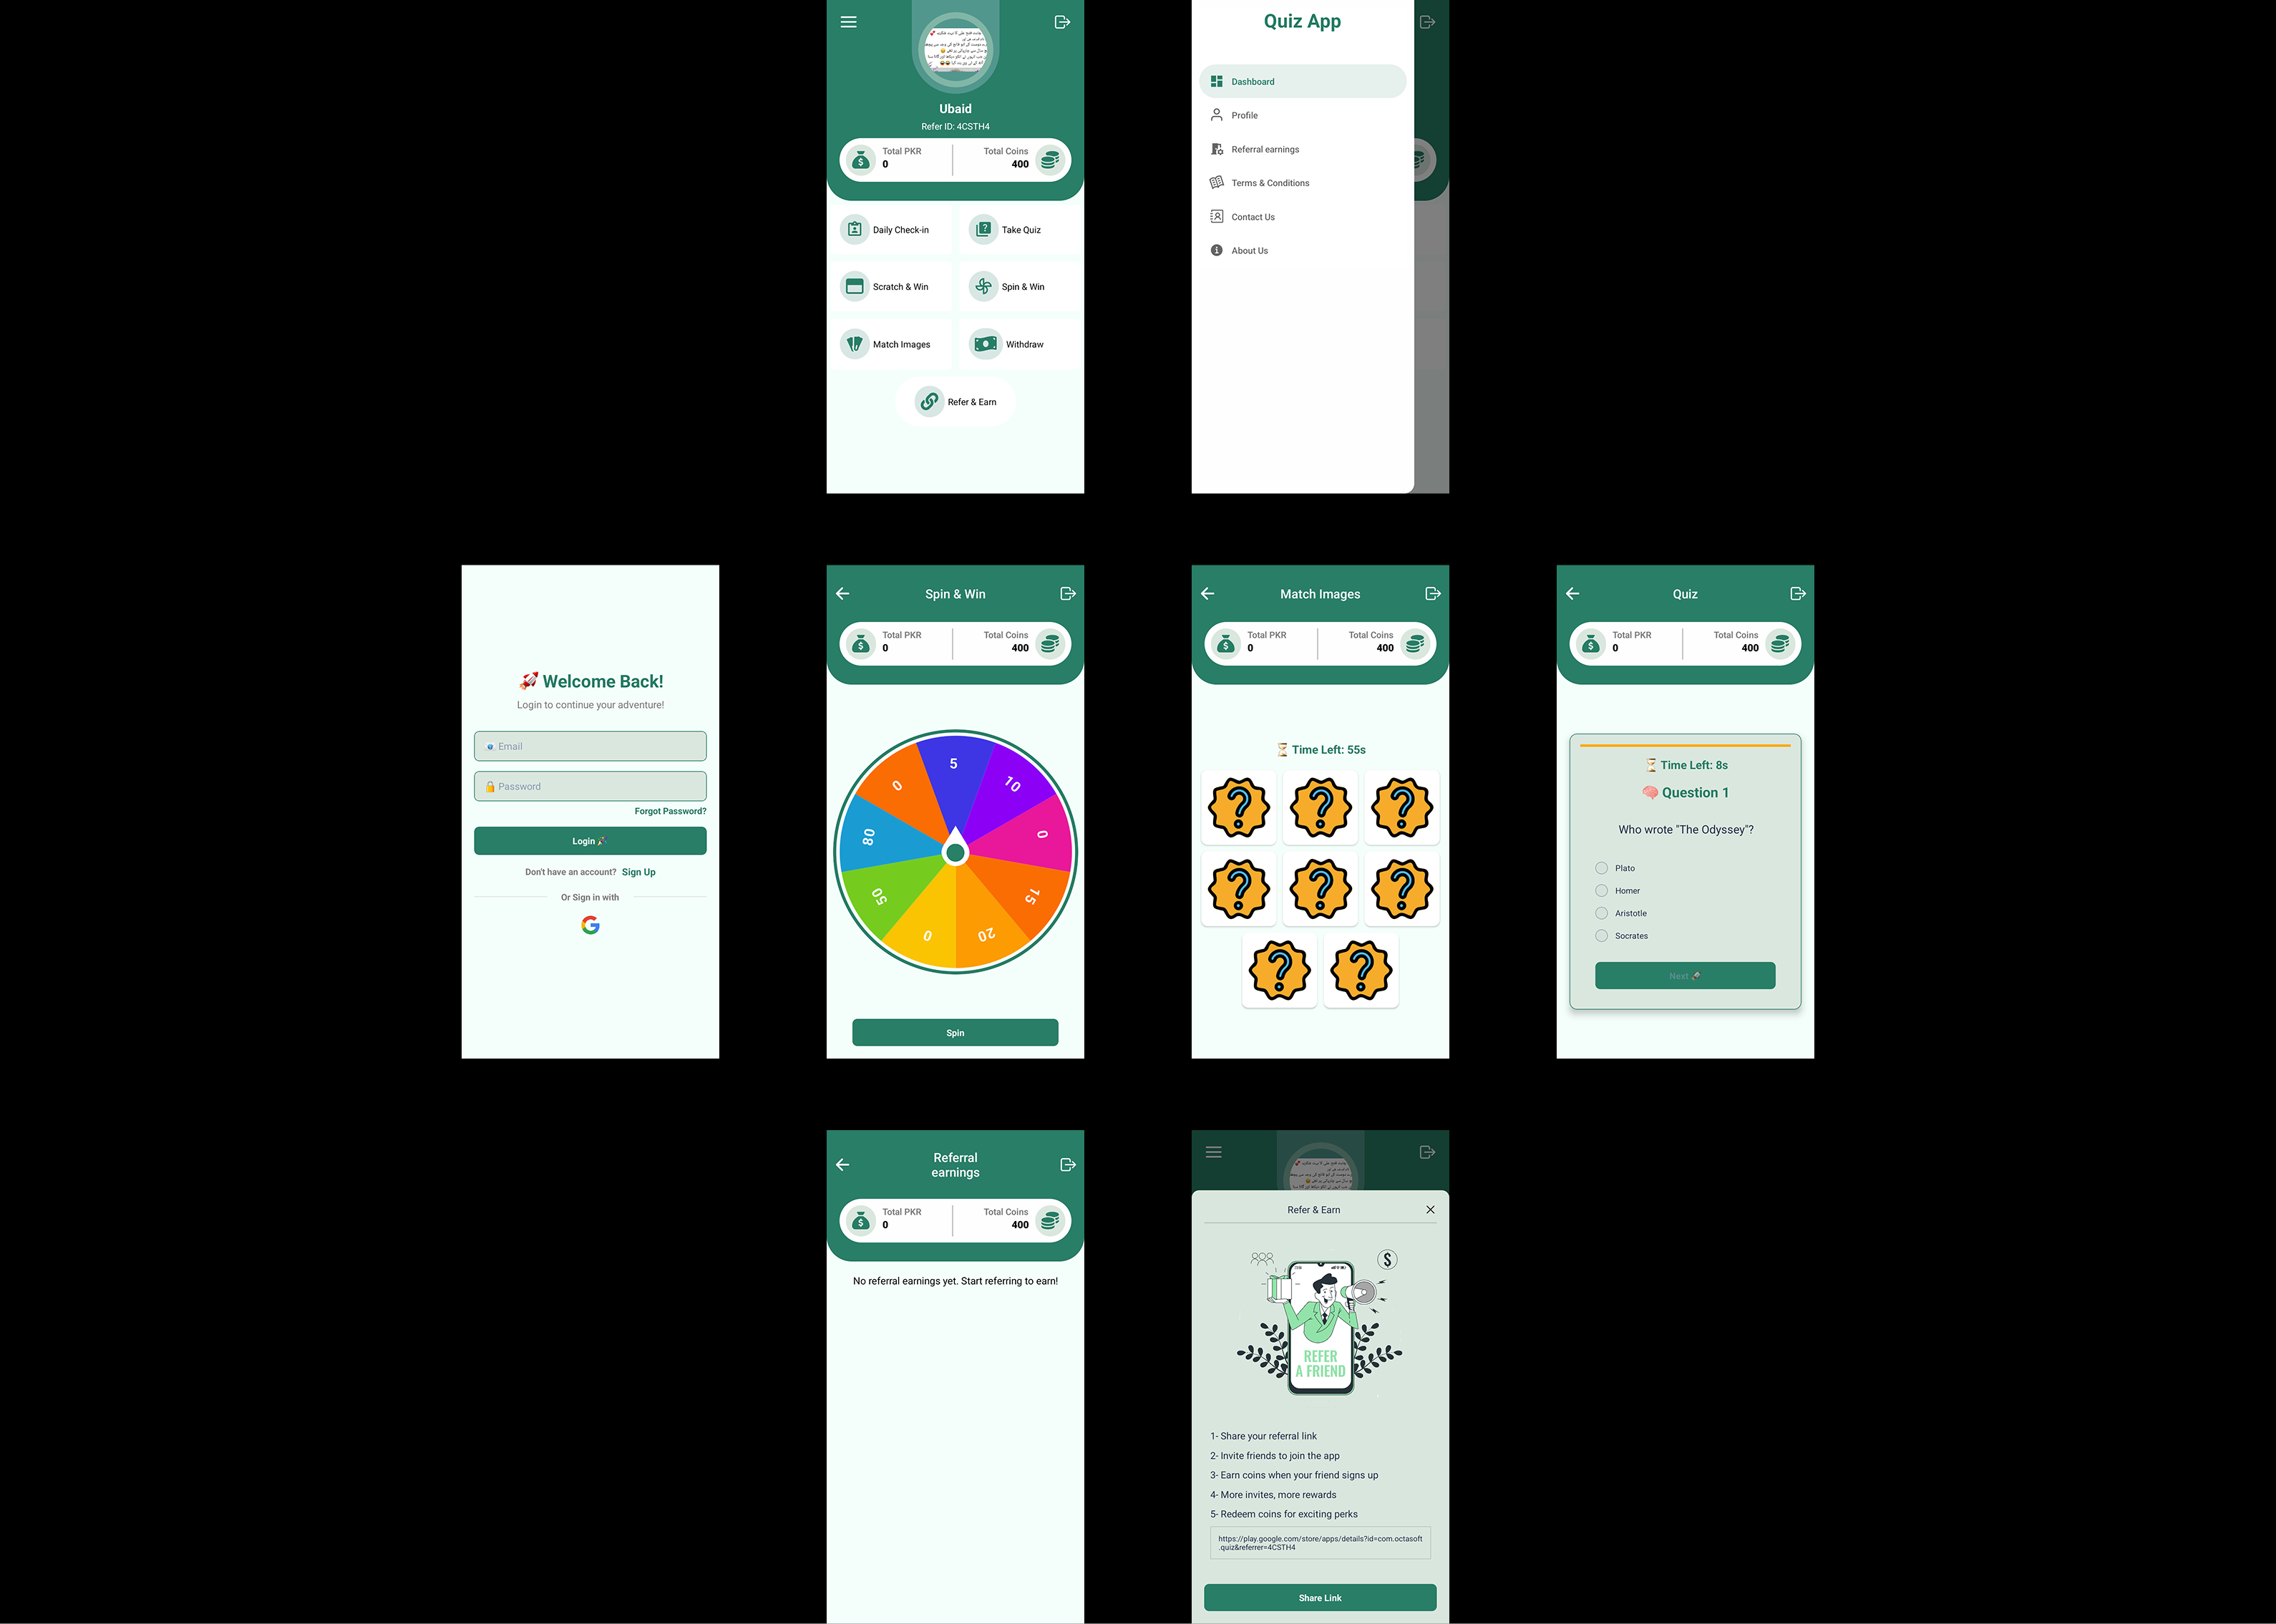 Ubaid
Refer ID: 4CSTH4
Total PKR
0
Total Coins
400
Daily Check-in
Take Quiz
Scratch & Win
Spin & Win
Match Images
Withdraw
Refer & Earn
Quiz App
Dashboard
Profile
Referral earnings
Terms & Conditions
Contact Us
About Us
🚀 Welcome Back!
Login to continue your adventure!
📧 Email
🔒 Password
Forgot Password?
Login 🎉
Don't have an account? Sign Up
Or Sign in with
Spin & Win
Total PKR
0
Total Coins
400
5
10
0
15
20
0
50
80
0
Spin
Match Images
Total PKR
0
Total Coins
400
⏳ Time Left: 55s
Quiz
Total PKR
0
Total Coins
400
⏳ Time Left: 8s
🧠 Question 1
Who wrote "The Odyssey"?
Plato
Homer
Aristotle
Socrates
Next 🚀
Referral
earnings
Total PKR
0
Total Coins
400
No referral earnings yet. Start referring to earn!
Refer & Earn
REFER
A FRIEND
1- Share your referral link
2- Invite friends to join the app
3- Earn coins when your friend signs up
4- More invites, more rewards
5- Redeem coins for exciting perks
https://play.google.com/store/apps/details?id=com.octasoft
.quiz&referrer=4CSTH4
Share Link